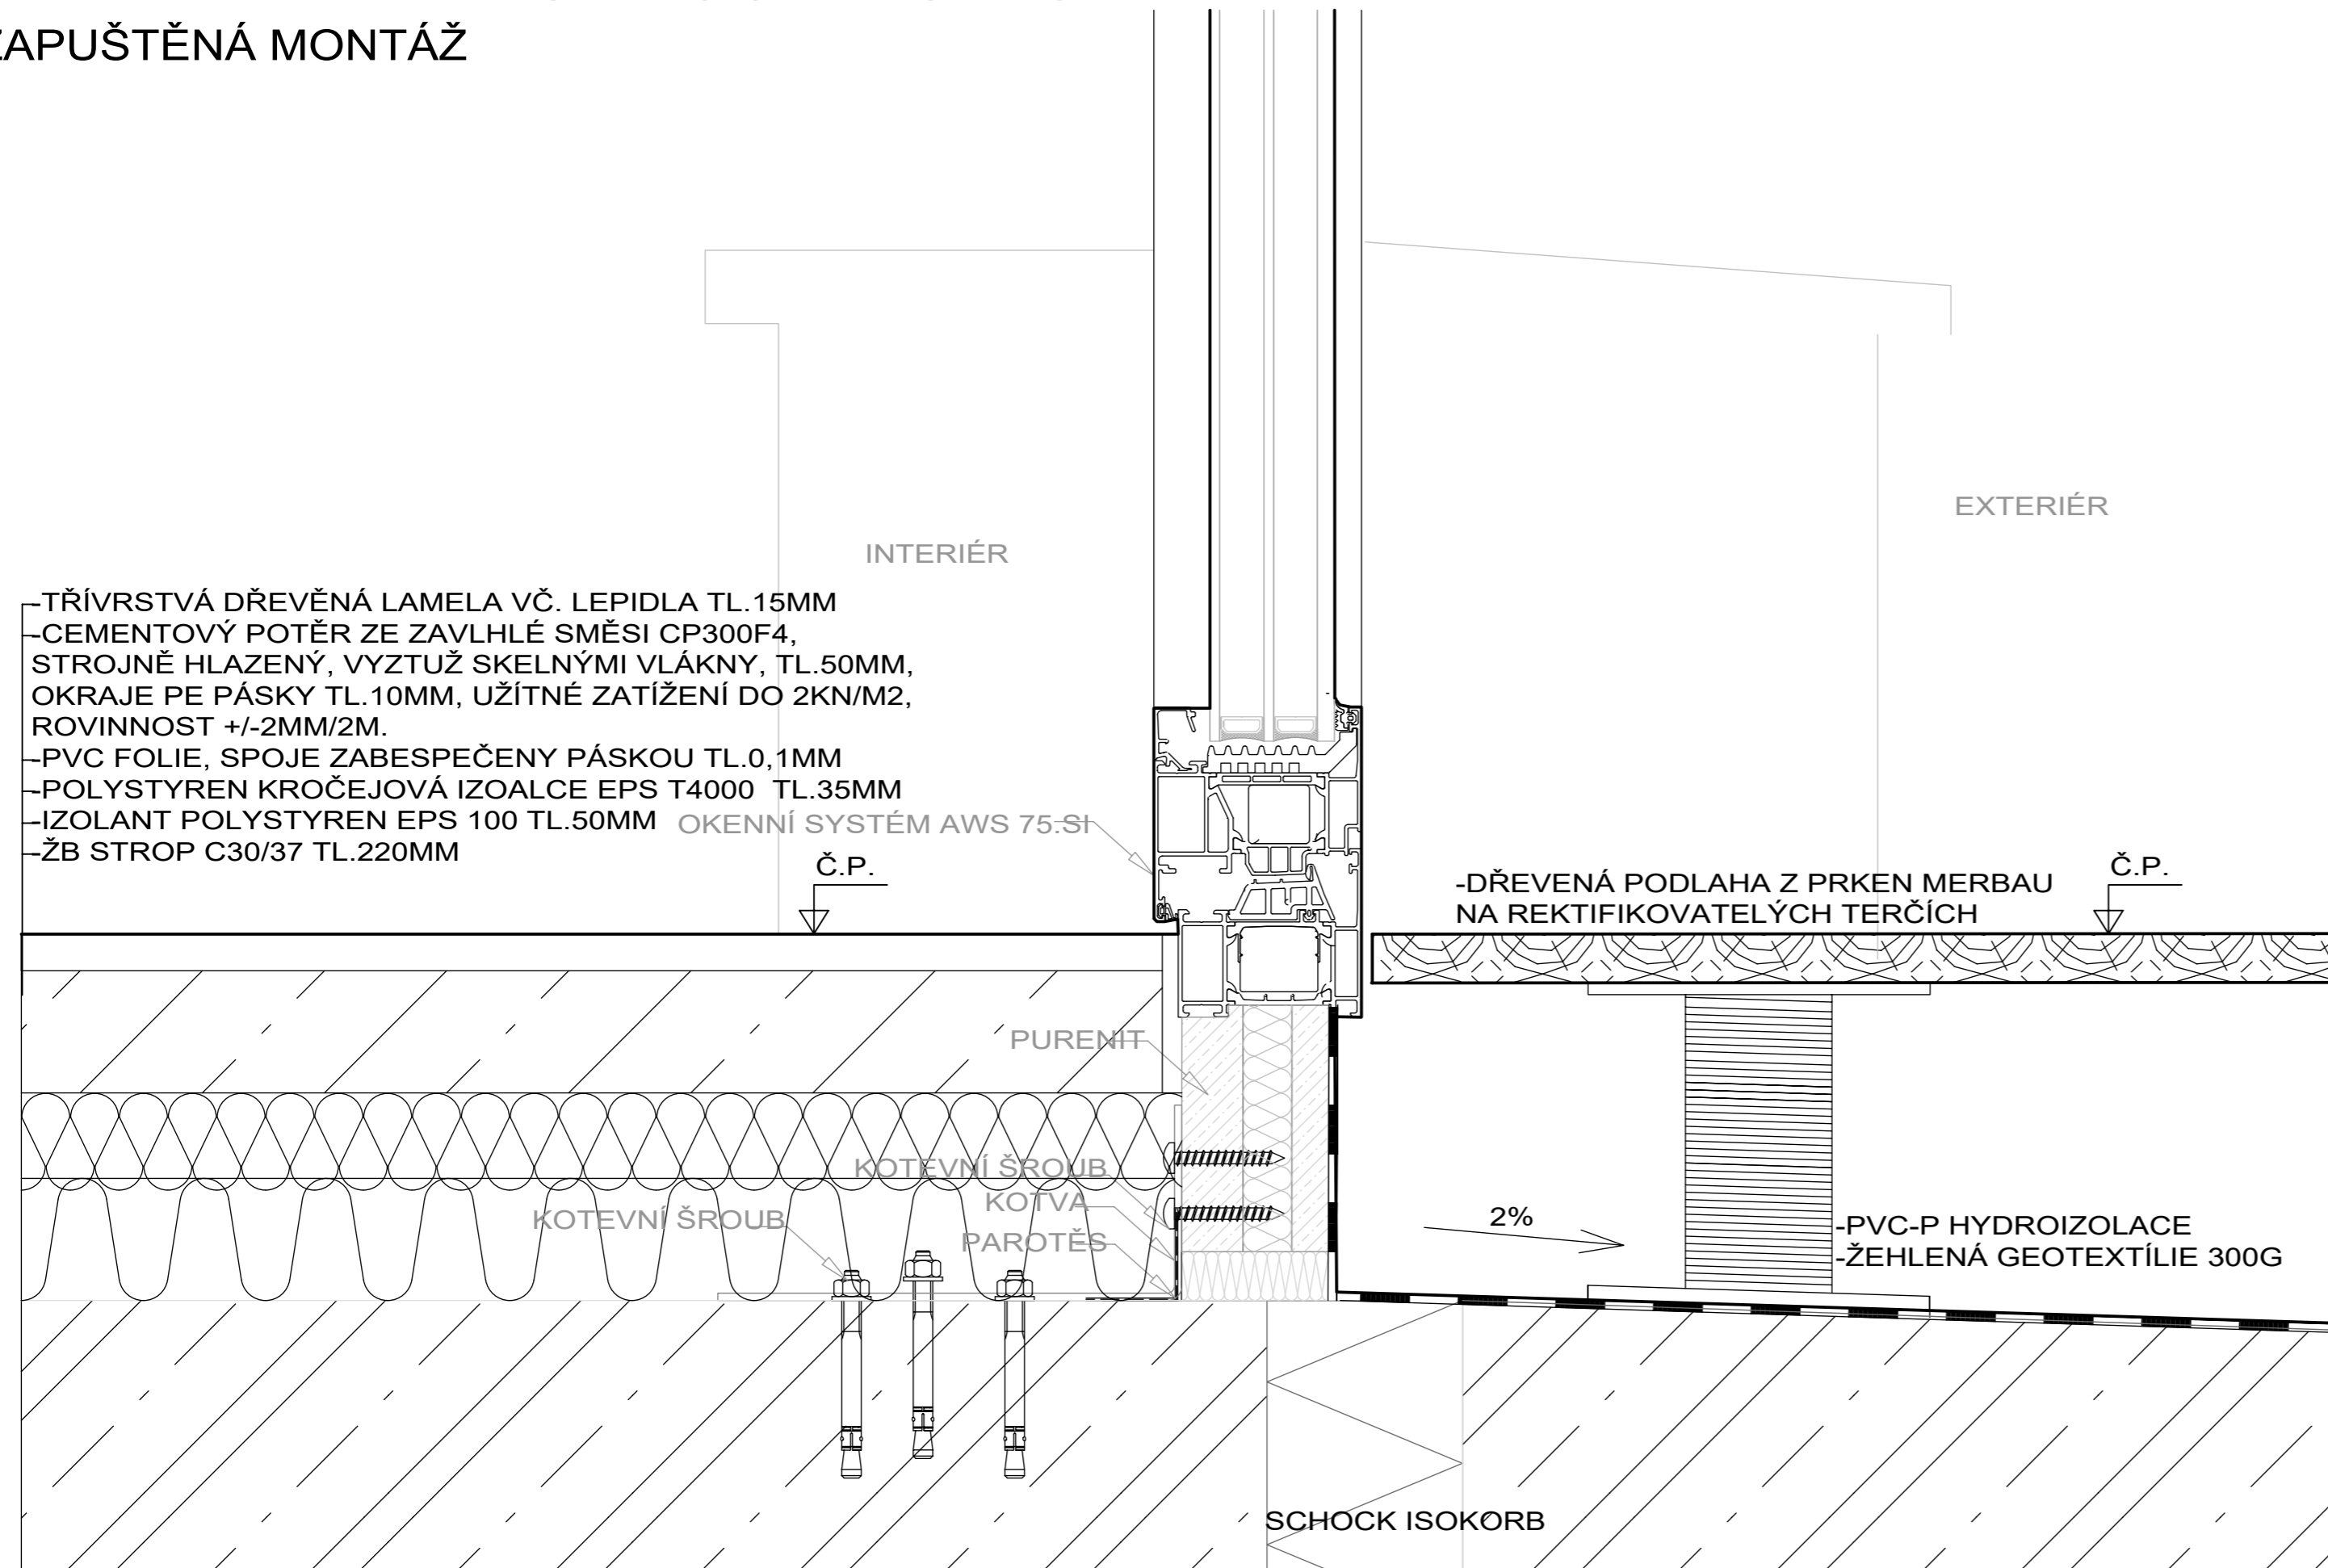 ZAPUŠTĚNÁ MONTÁŽ
EXTERIÉR
INTERIÉR
-TŘÍVRSTVÁ DŘEVĚNÁ LAMELA VČ. LEPIDLA TL.15MM
-CEMENTOVÝ POTĚR ZE ZAVLHLÉ SMĚSI CP300F4,
STROJNĚ HLAZENÝ, VYZTUŽ SKELNÝMI VLÁKNY, TL.50MM,
OKRAJE PE PÁSKY TL.10MM, UŽÍTNÉ ZATÍŽENÍ DO 2KN/M2,
ROVINNOST +/-2MM/2M.
-PVC FOLIE, SPOJE ZABESPEČENY PÁSKOU TL.0,1MM
-POLYSTYREN KROČEJOVÁ IZOALCE EPS T4000 TL.35MM
-IZOLANT POLYSTYREN EPS 100 TL.50MM
OKENNÍ SYSTÉM AWS 75.SI
-ŽB STROP C30/37 TL.220MM
Č.P.
Č.P.
-DŘEVENÁ PODLAHA Z PRKEN MERBAU
NA REKTIFIKOVATELÝCH TERČÍCH
PURENIT
KOTEVNÍ ŠROUB
KOTVA
KOTEVNÍ ŠROUB
PAROTĚS
2%
-PVC-P HYDROIZOLACE
-ŽEHLENÁ GEOTEXTÍLIE 300G
SCHOCK ISOKORB